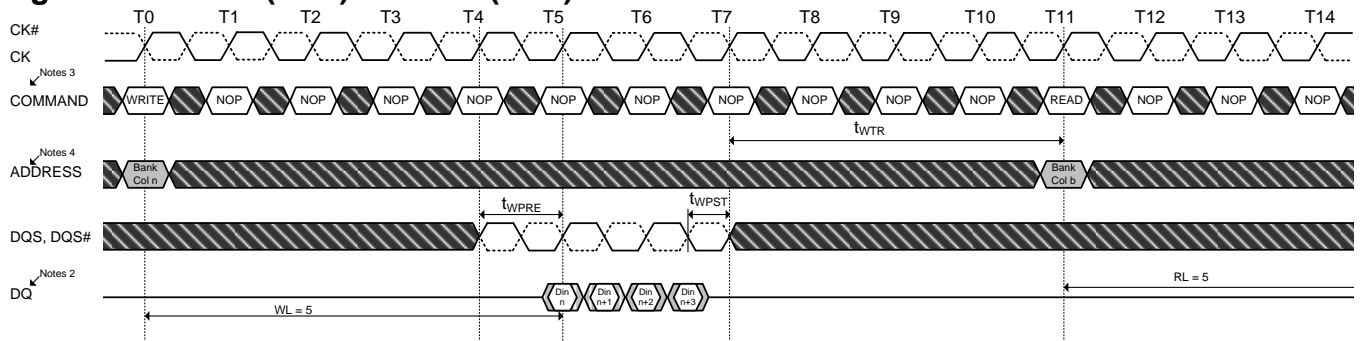 T0 T1 T2 T3 T4 T5 T6 T7 T8 T9 T10 T11 T12 T13 T14
CK#
CK
Notes 3
COMMAND WRITE NOP NOP NOP NOP NOP NOP NOP NOP NOP NOP READ NOP NOP NOP
tWTR
Notes 4
ADDRESS
Bank
Col n
Bank
Col b
tWPRE tWPST
DQS, DQS#
Notes 2
DQ
Din
n
Din
n+1
Din
n+2
Din
n+3
RL = 5
WL = 5